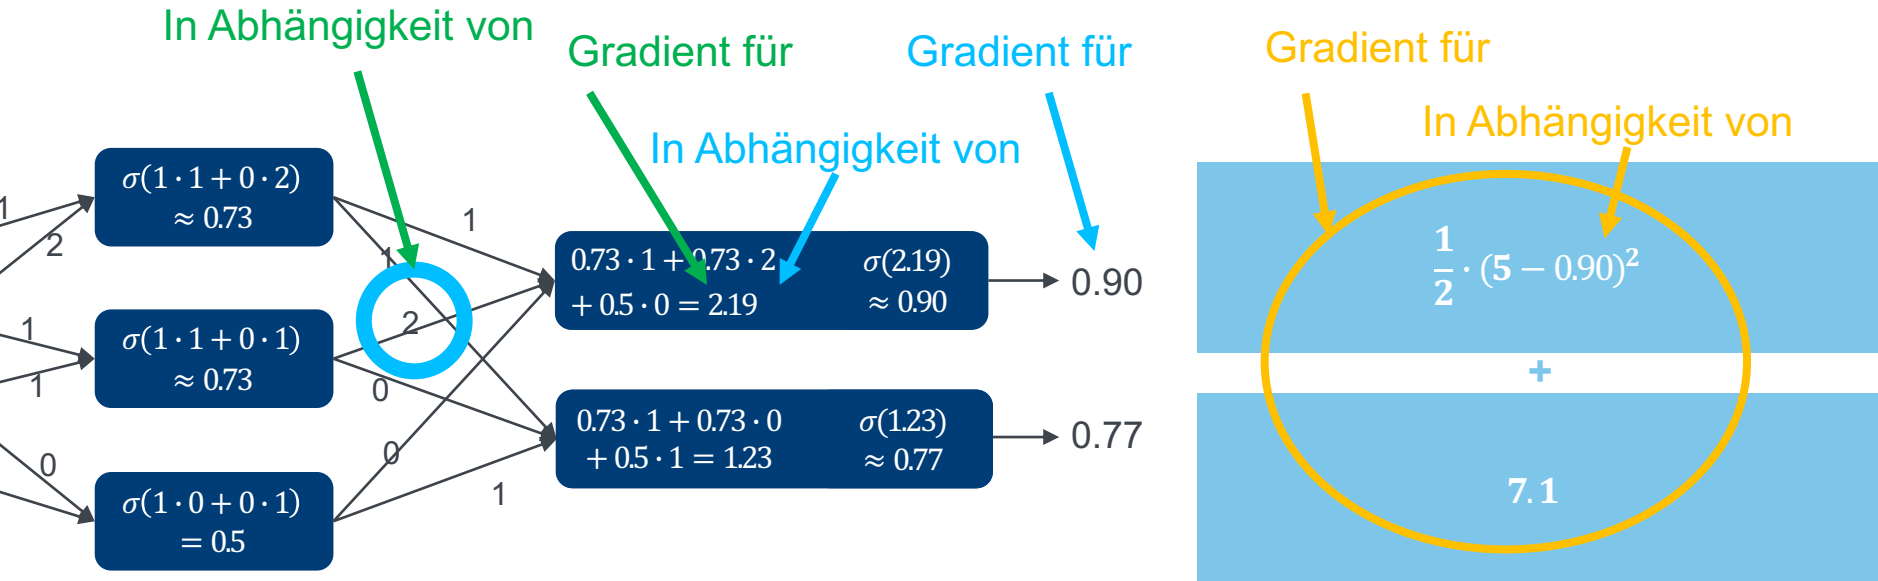 In Abhängigkeit von
Gradient für
Gradient für
Gradient für
In Abhängigkeit von
In Abhängigkeit von
1
2
σ(1 · 1 + 0 · 2)
≈ 0.73
1
1
2
0
0
1
0.73 · 1 + 0.73 · 2
+ 0.5 · 0 = 2.19
σ(2.19)
≈ 0.90
0.90
1/2 · (5 − 0.90)²
1
1
σ(1 · 1 + 0 · 1)
≈ 0.73
+
0.73 · 1 + 0.73 · 0
+ 0.5 · 1 = 1.23
σ(1.23)
≈ 0.77
0.77
0
σ(1 · 0 + 0 · 1)
= 0.5
7.1